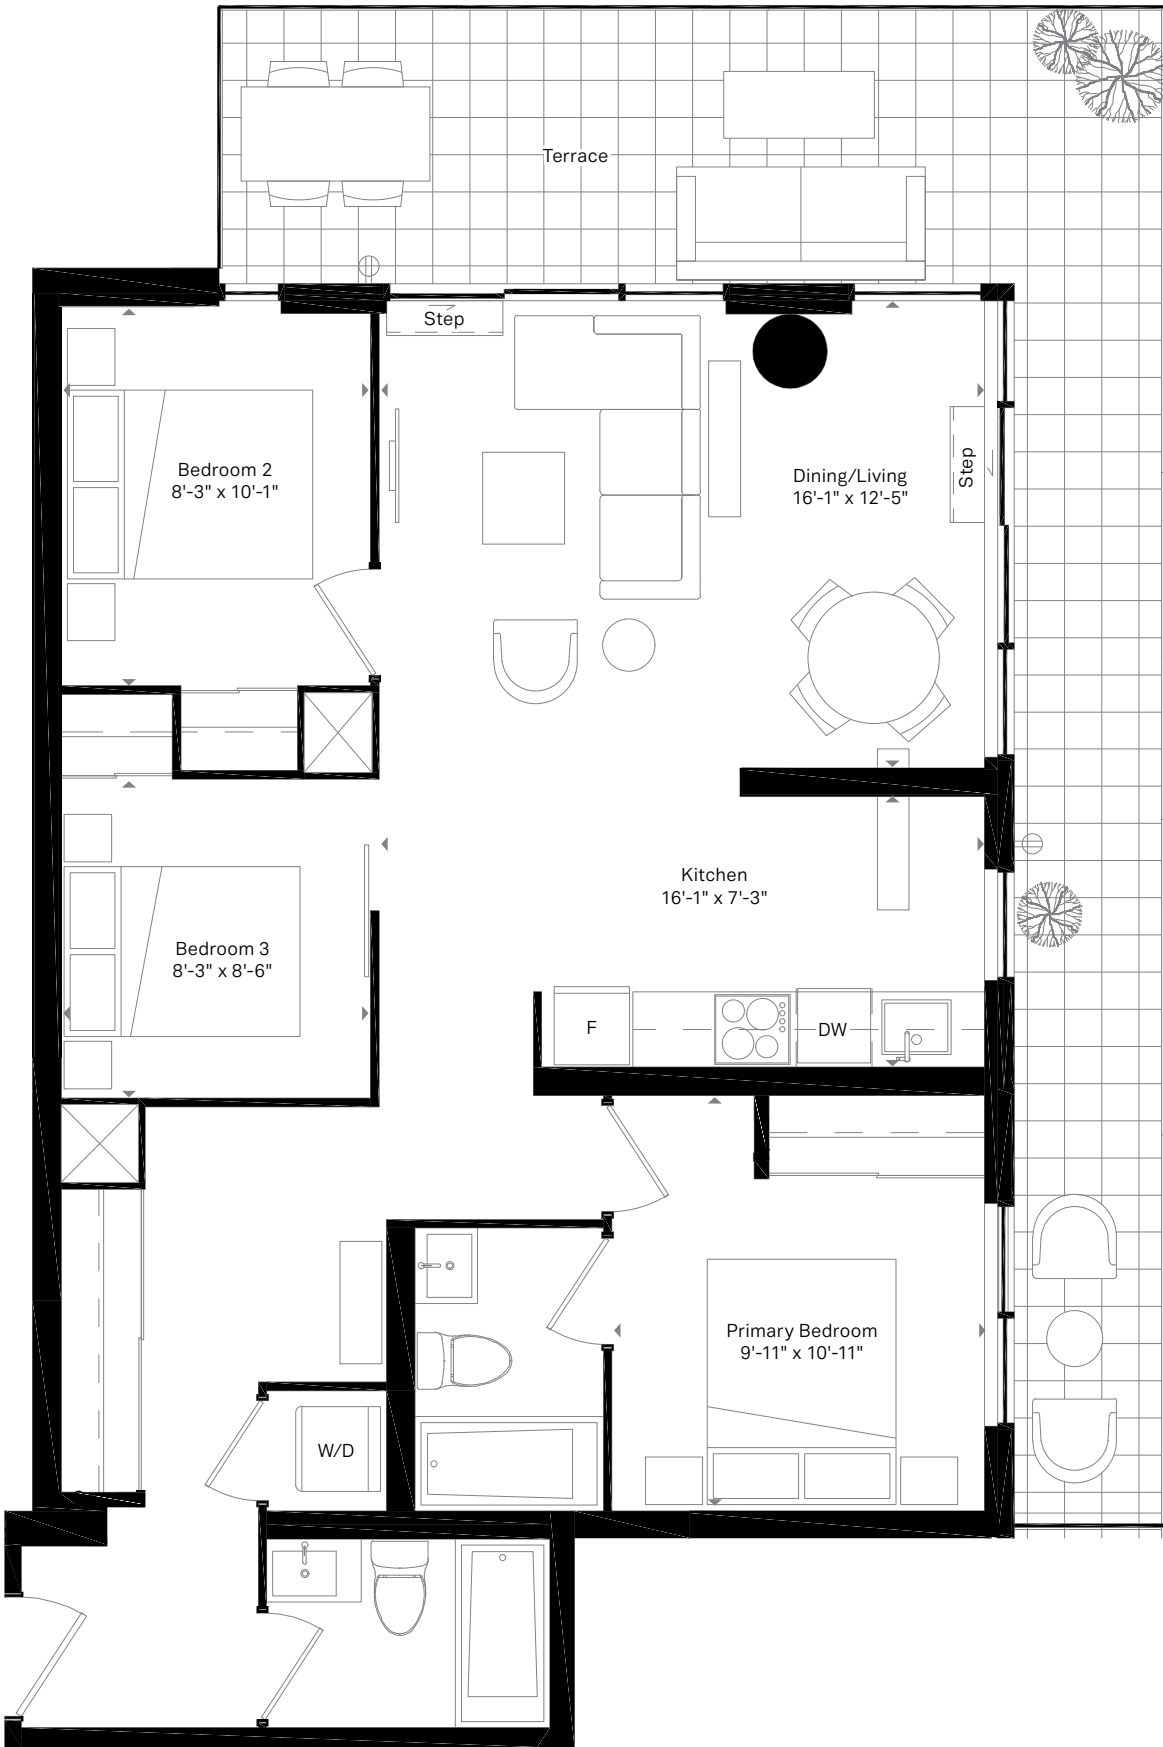 Terrace
Step
Bedroom 2
8'-3" x 10'-1"
Dining/Living
16'-1" x 12'-5"
Step
Kitchen
16'-1" x 7'-3"
Bedroom 3
8'-3" x 8'-6"
F
DW
Primary Bedroom
9'-11" x 10'-11"
W/D